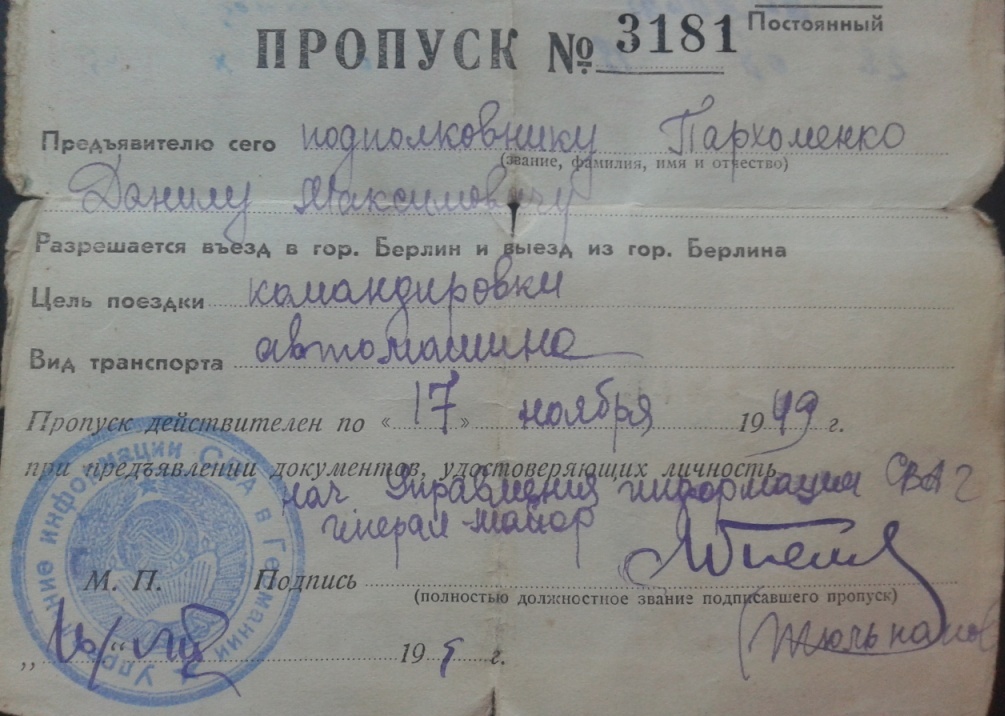 Постоянный
ПРОПУСК № 3181
Предъявителю сего подполковнику Пархоменко
(звание, фамилия, имя и отчество)
Данилу Максимовичу
Разрешается въезд в гор. Берлин и выезд из гор. Берлина
Цель поездки командировки
Вид транспорта автомашина
Пропуск действителен по «17» ноября 1949 г.
при предъявлении документов, удостоверяющих личность
нач Управления информации СВАГ
генерал майор
М. П. Подпись
(полностью должностное звание подписавшего пропуск)
(Тюльпанов
„ “ 19 г.
Управление информации СВА в Германии